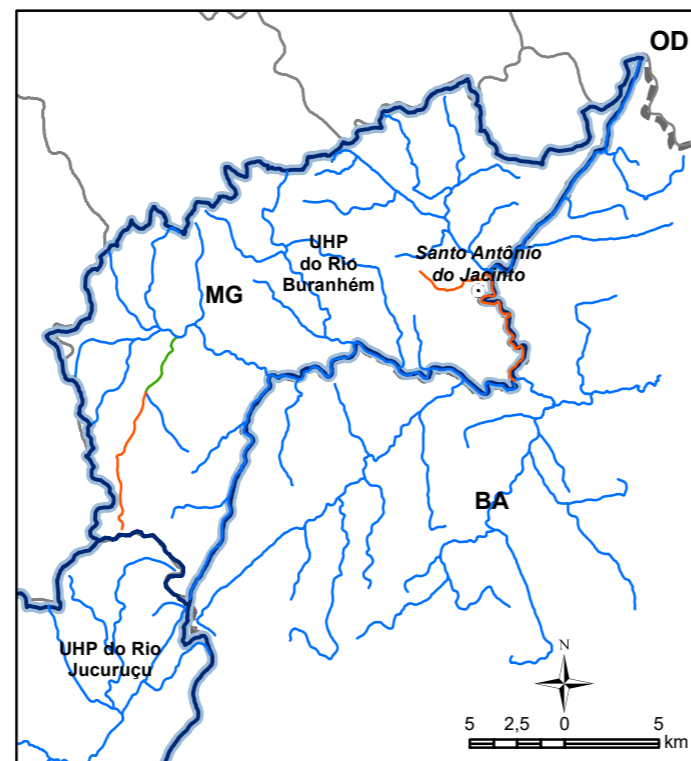 OD
UHP
do Rio
Buranhém
Santo Antônio
do Jacinto
MG
BA
UHP do Rio
Jucuruçu
N
5 2,5 0 5
km